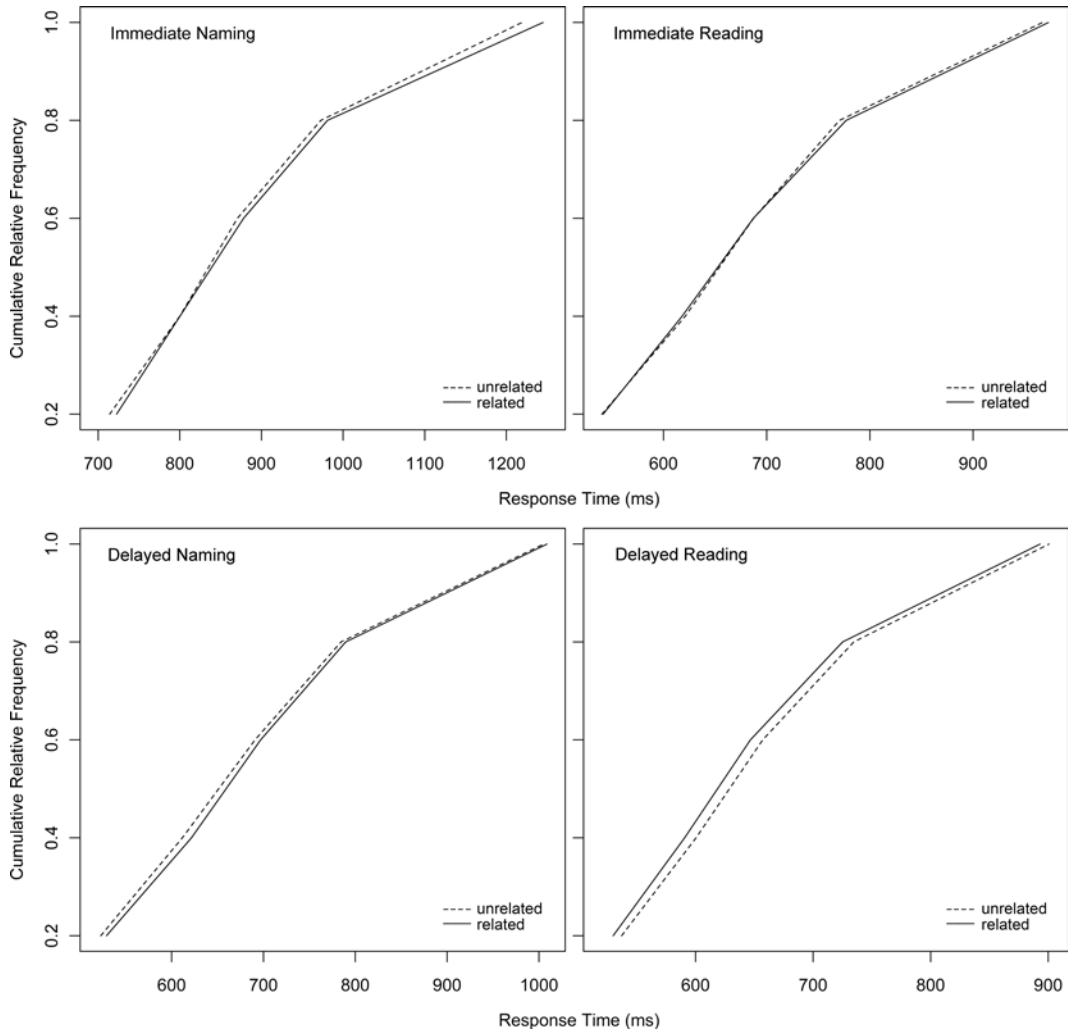 Immediate Naming
Immediate Reading
Cumulative Relative Frequency
1.0
0.8
0.6
0.4
0.2
unrelated
related
unrelated
related
700 800 900 1000 1100 1200
600 700 800 900
Response Time (ms)
Delayed Naming
Delayed Reading
Cumulative Relative Frequency
1.0
0.8
0.6
0.4
0.2
unrelated
related
unrelated
related
600 700 800 900 1000
600 700 800 900
Response Time (ms)